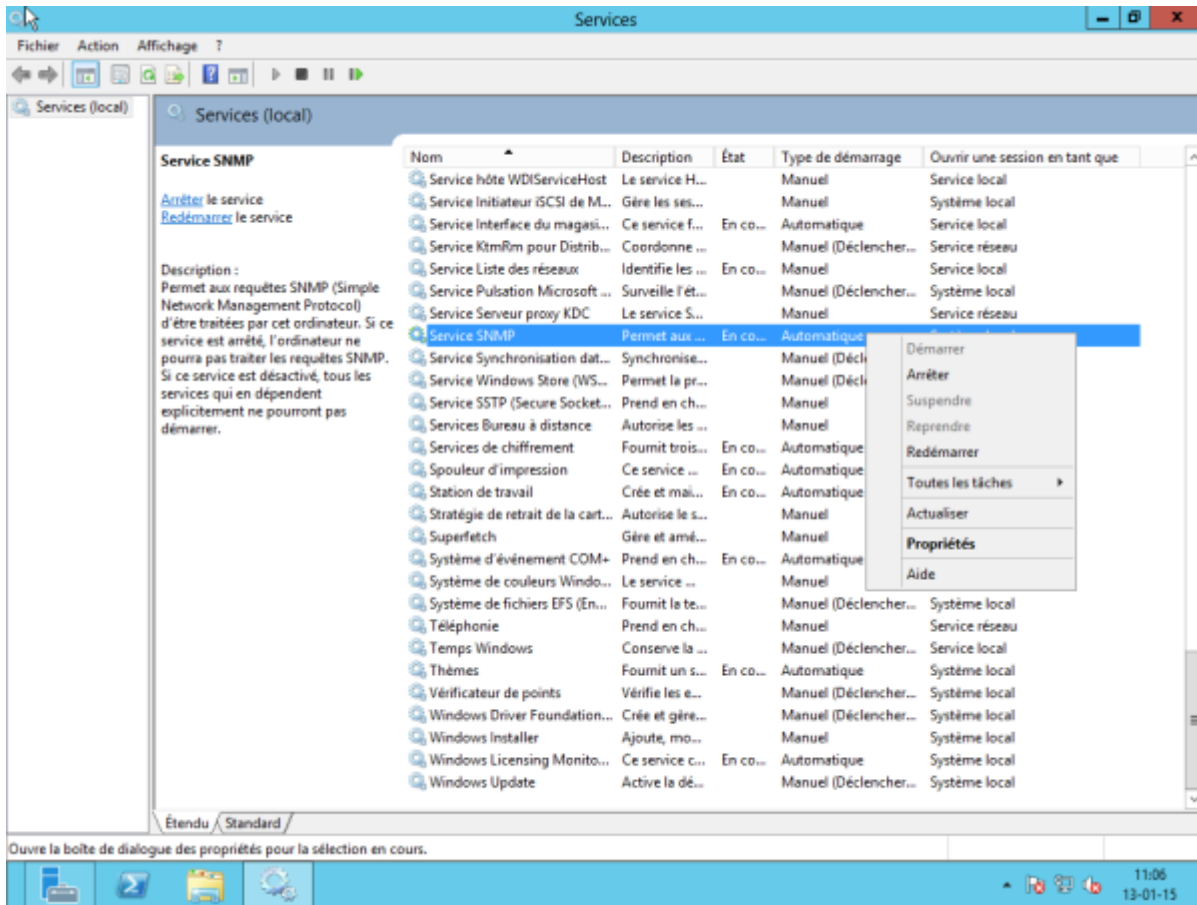 Services
Fichier Action Affichage ?
Services (local)
Services (local)
Service SNMP
Arrêter le service
Redémarrer le service
Description :
Permet aux requêtes SNMP (Simple
Network Management Protocol)
d'être traitées par cet ordinateur. Si ce
service est arrêté, l'ordinateur ne
pourra pas traiter les requêtes SNMP.
Si ce service est désactivé, tous les
services qui en dépendent
explicitement ne pourront pas
démarrer.
Nom Description État Type de démarrage Ouvrir une session en tant que
Service hôte WDIServiceHost Le service H... Manuel Service local
Service Initiateur iSCSI de M... Gère les ses... Manuel Système local
Service Interface du magasi... Ce service f... En co... Automatique Service local
Service KtmRm pour Distrib... Coordonne ... Manuel (Déclencher... Service réseau
Service Liste des réseaux Identifie les ... En co... Manuel Service local
Service Pulsation Microsoft ... Surveille l'ét... Manuel (Déclencher... Système local
Service Serveur proxy KDC Le service S... Manuel Service réseau
Service SNMP Permet aux ... En co... Automatique
Service Synchronisation dat... Synchronise... Manuel (Décl
Service Windows Store (WS... Permet la pr... Manuel (Décl
Service SSTP (Secure Socket... Prend en ch... Manuel
Services Bureau à distance Autorise les ... Manuel
Services de chiffrement Fournit trois... En co... Automatique
Spouleur d'impression Ce service ... En co... Automatique
Station de travail Crée et mai... En co... Automatique
Stratégie de retrait de la cart... Autorise le s... Manuel
Superfetch Gère et amé... Manuel
Système d'événement COM+ Prend en ch... En co... Automatique
Système de couleurs Windo... Le service ... Manuel
Système de fichiers EFS (En... Fournit la te... Manuel (Déclencher... Système local
Téléphonie Prend en ch... Manuel Service réseau
Temps Windows Conserve la ... Manuel (Déclencher... Service local
Thèmes Fournit un s... En co... Automatique Système local
Vérificateur de points Vérifie les e... Manuel (Déclencher... Système local
Windows Driver Foundation... Crée et gère... Manuel (Déclencher... Système local
Windows Installer Ajoute, mo... Manuel Système local
Windows Licensing Monito... Ce service c... En co... Automatique Système local
Windows Update Active la dé... Manuel (Déclencher... Système local
Démarrer
Arrêter
Suspendre
Reprendre
Redémarrer
Toutes les tâches
Actualiser
Propriétés
Aide
Étendu Standard
Ouvre la boîte de dialogue des propriétés pour la sélection en cours.
11:06
13-01-15